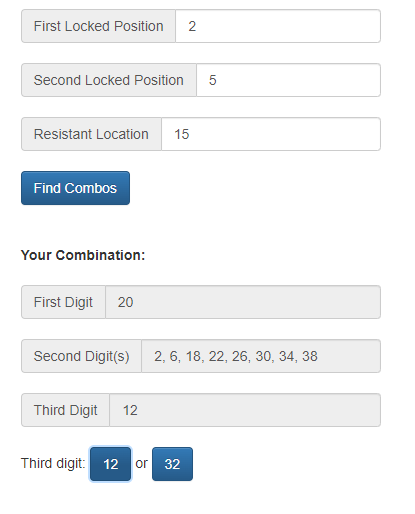 First Locked Position 2
Second Locked Position 5
Resistant Location 15
Find Combos
Your Combination:
First Digit 20
Second Digit(s) 2, 6, 18, 22, 26, 30, 34, 38
Third Digit 12
Third digit: 12 or 32